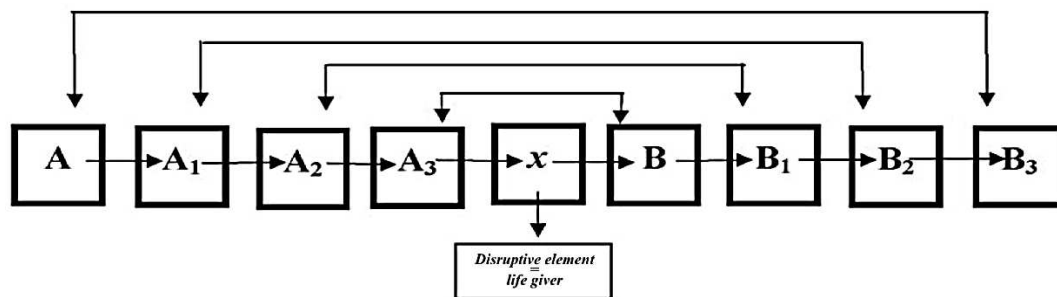 A A₁ A₂ A₃ x B B₁ B₂ B₃
Disruptive element
=
life giver